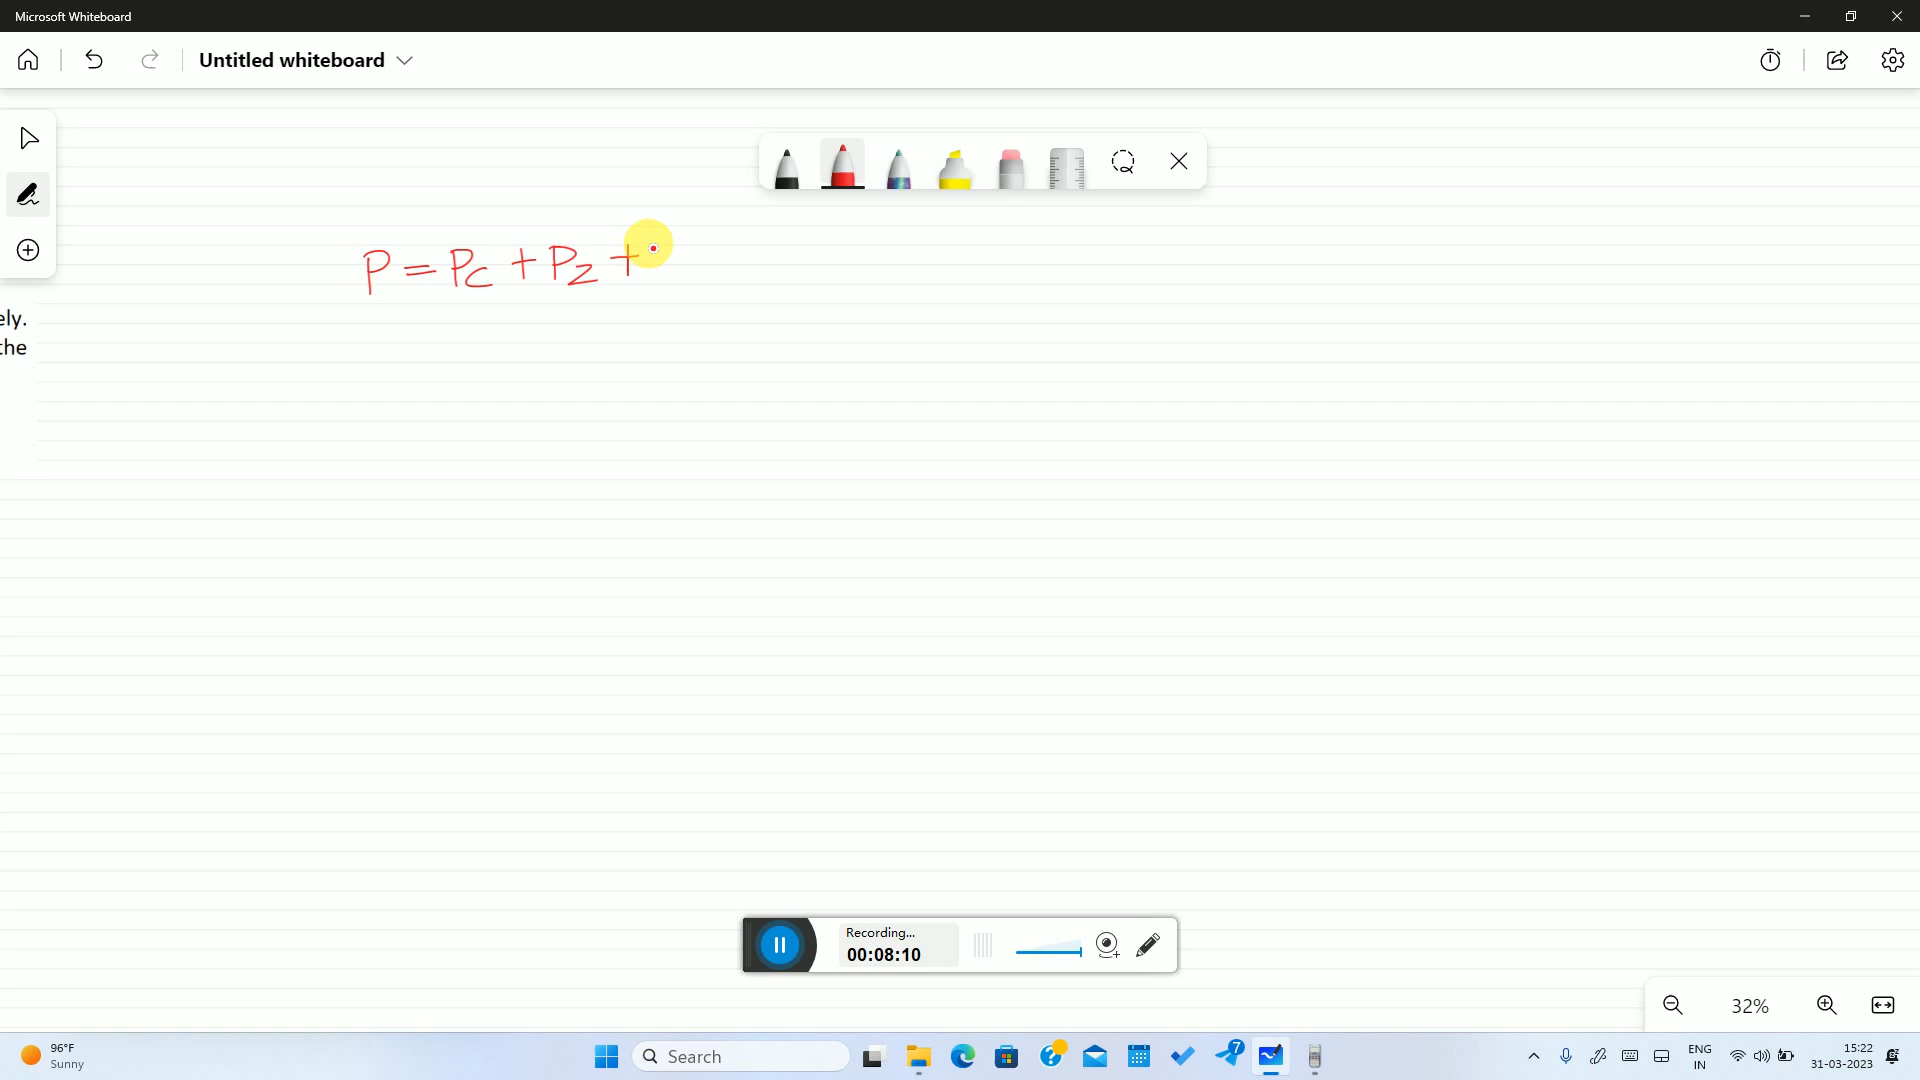 Microsoft Whiteboard
Untitled whiteboard
P = Pc + Pz +
ely.
the
Recording...
00:08:10
32%
96°F
Sunny
Search
7
ENG
IN
15:22
31-03-2023